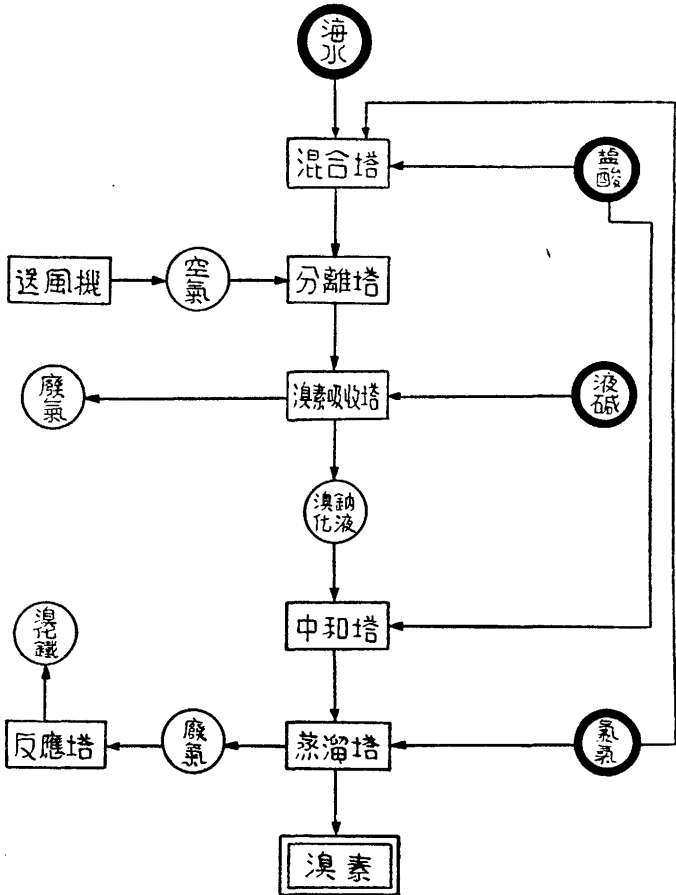 海水
混合塔
塩酸
送風機
空氣
分離塔
廢氣
溴素吸收塔
液碱
溴鈉
化液
溴化鐵
中和塔
反應塔
廢氣
蒸溜塔
氯氣
溴素